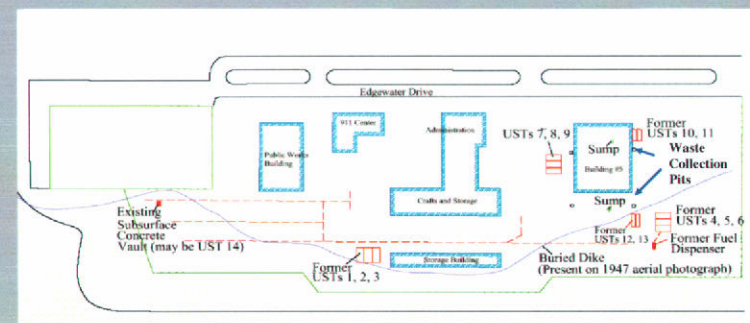 Edgewater Drive
911 Center
Administration
Public Works
Building
USTs 7, 8, 9
Sump
Building #5
Former
USTs 10, 11
Waste
Collection
Pits
Crafts and Storage
Sump
Existing
Subsurface
Concrete
Vault (may be UST 14)
Former
USTs 12, 13
Former
USTs 4, 5, 6
Former Fuel
Dispenser
Former
USTs 1, 2, 3
Storage Building
Buried Dike
(Present on 1947 aerial photograph)